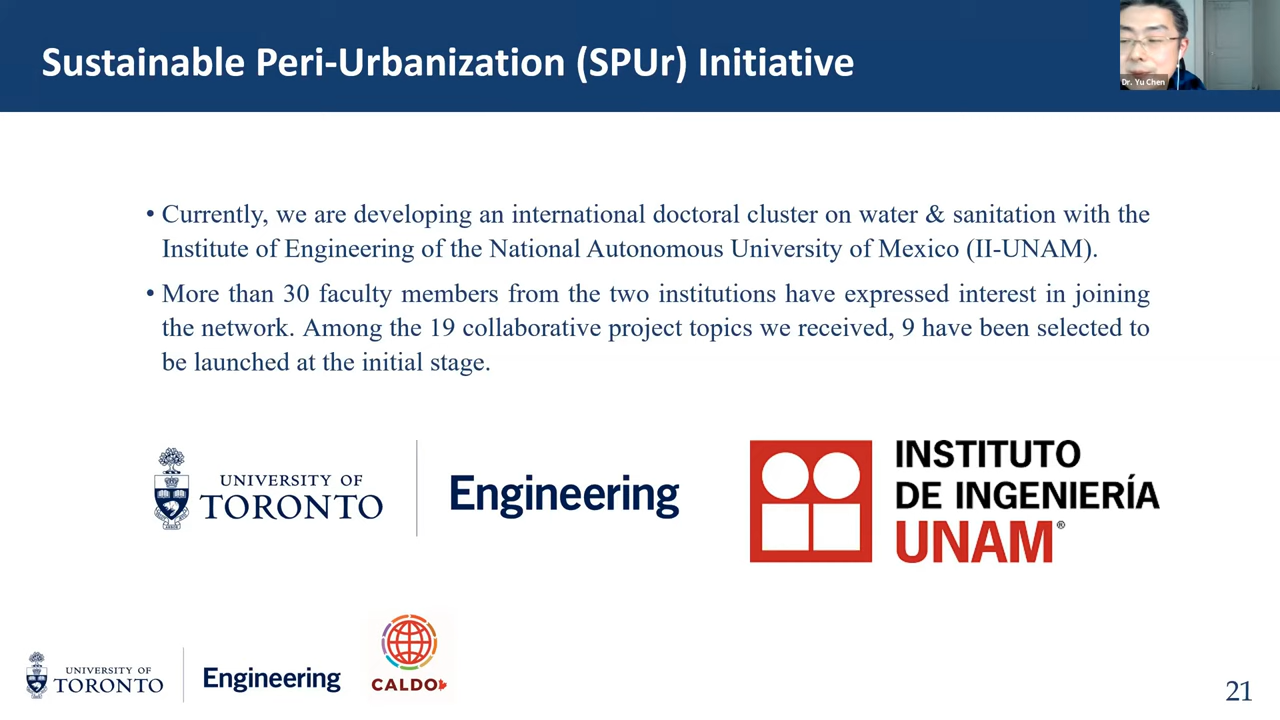 Sustainable Peri-Urbanization (SPUr) Initiative
Dr. Yu Chen
• Currently, we are developing an international doctoral cluster on water & sanitation with the
Institute of Engineering of the National Autonomous University of Mexico (II-UNAM).
• More than 30 faculty members from the two institutions have expressed interest in joining
the network. Among the 19 collaborative project topics we received, 9 have been selected to
be launched at the initial stage.
UNIVERSITY OF
TORONTO
Engineering
INSTITUTO
DE INGENIERÍA
UNAM®
UNIVERSITY OF
TORONTO
Engineering
CALDO
21